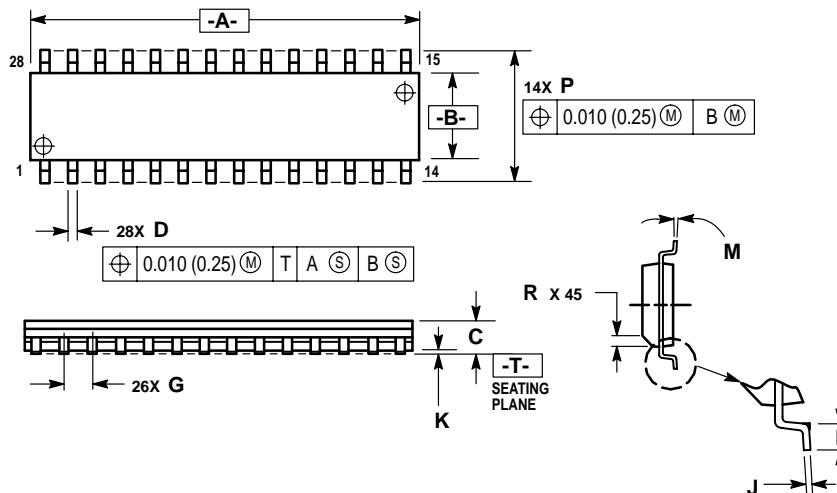 -A-
28
15
14X P
⌖ 0.010 (0.25) Ⓜ B Ⓜ
-B-
1
14
28X D
⌖ 0.010 (0.25) Ⓜ T A Ⓢ B Ⓢ
M
R X 45
C
-T-
SEATING
PLANE
26X G
K
J